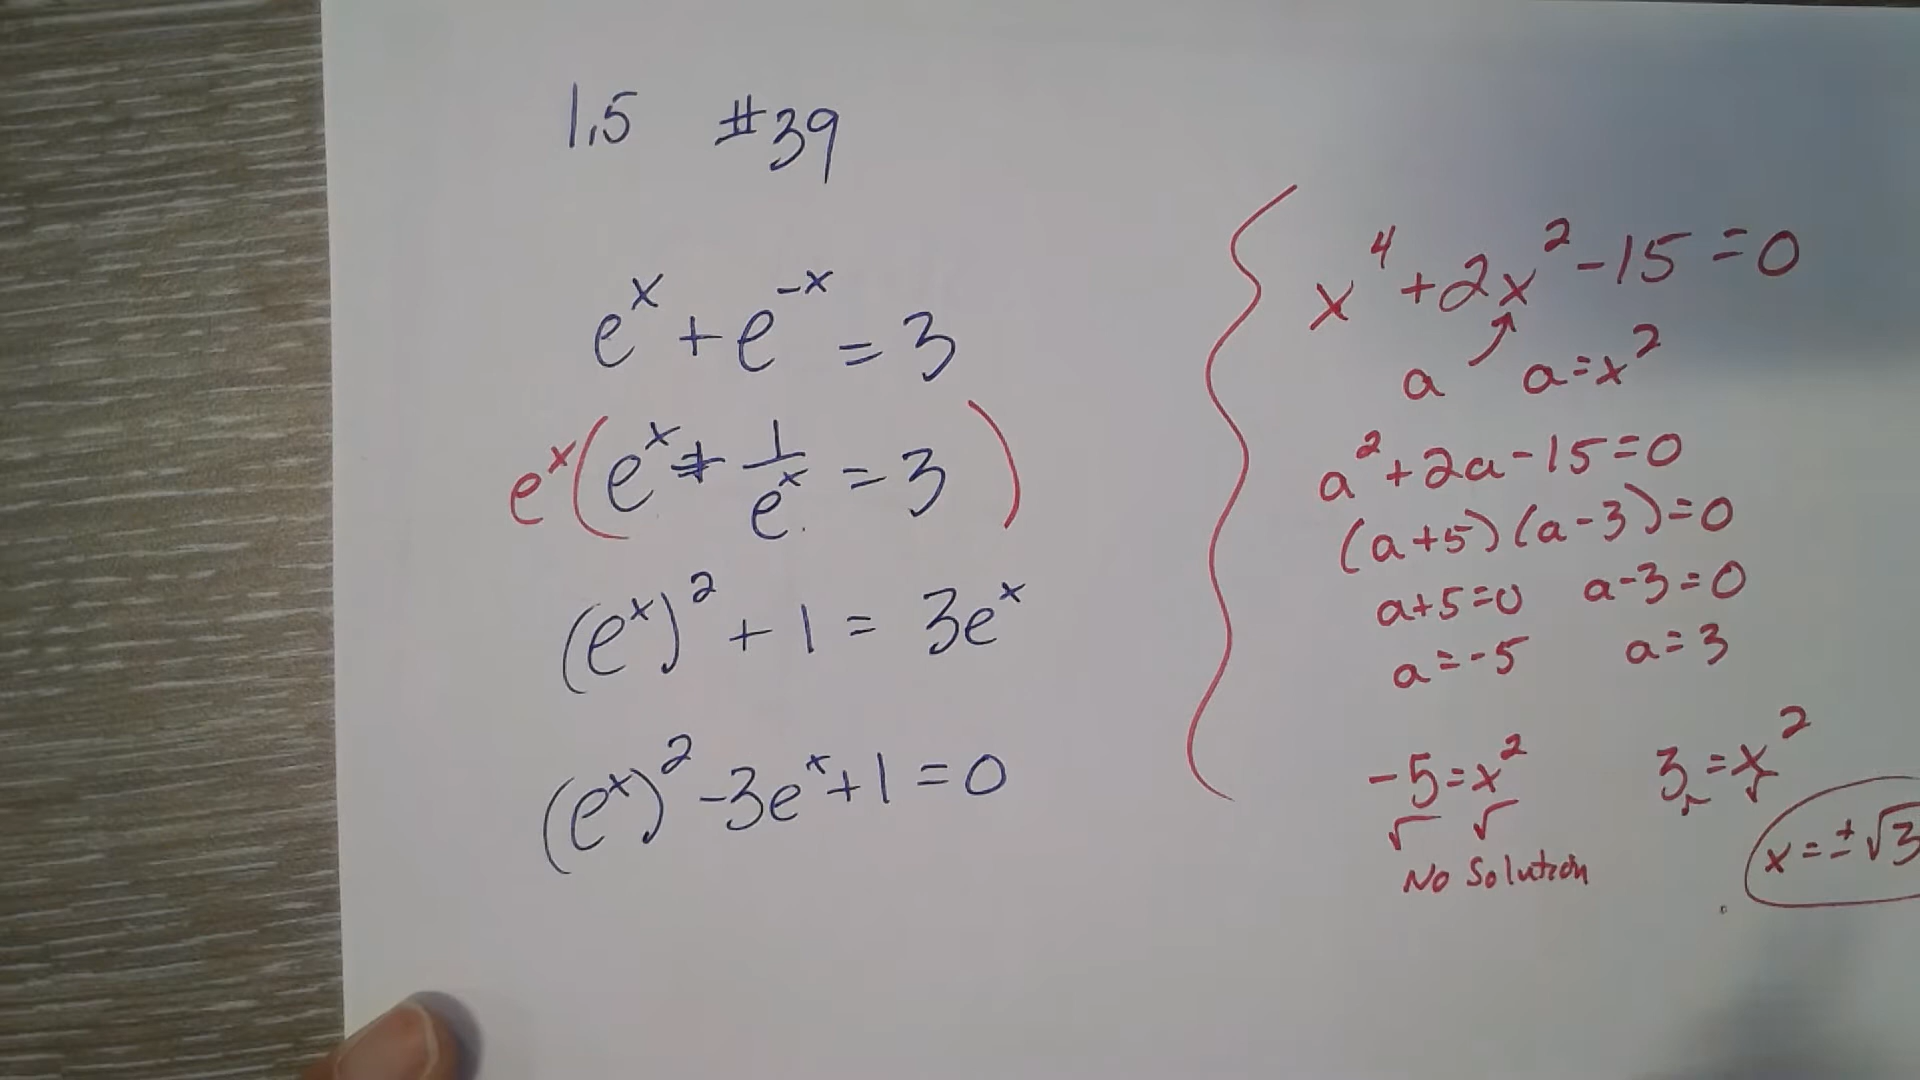 1.5 #39
e^x + e^-x = 3
e^x ( e^x + 1/e^x = 3 )
(e^x)^2 + 1 = 3e^x
(e^x)^2 - 3e^x + 1 = 0
x^4 + 2x^2 - 15 = 0
a a = x^2
a^2 + 2a - 15 = 0
(a + 5) (a - 3) = 0
a + 5 = 0 a - 3 = 0
a = -5 a = 3
-5 = x^2 3 = x^2
√ √ √ √
No Solution x = ±√3